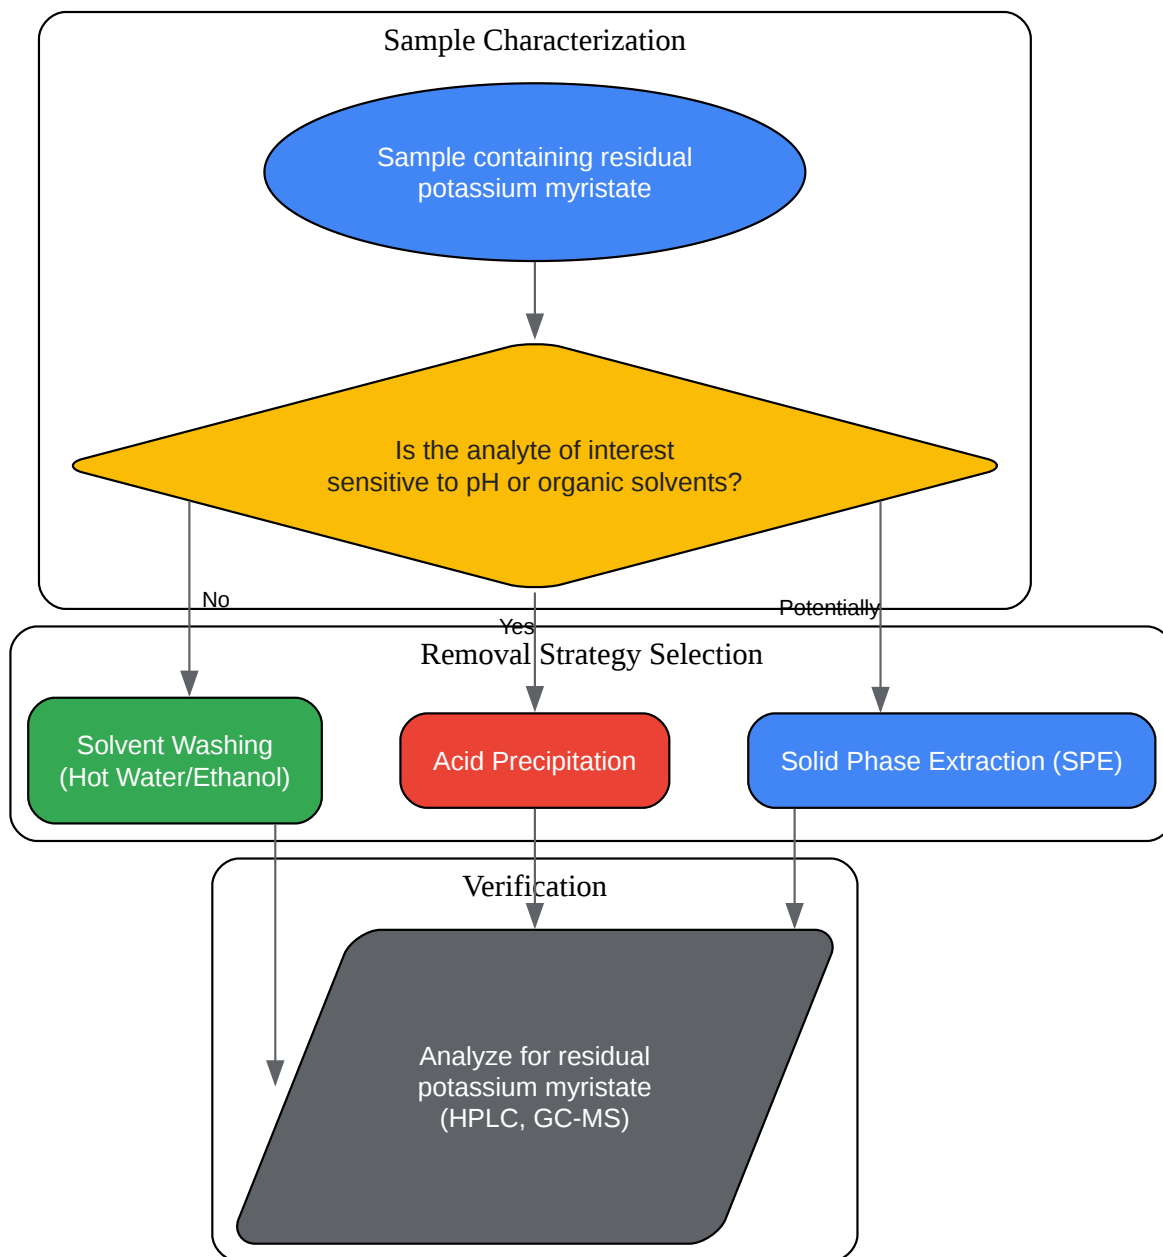 Sample Characterization
Sample containing residual
potassium myristate
Is the analyte of interest
sensitive to pH or organic solvents?
No
Yes
Potentially
Removal Strategy Selection
Solvent Washing
(Hot Water/Ethanol)
Acid Precipitation
Solid Phase Extraction (SPE)
Verification
Analyze for residual
potassium myristate
(HPLC, GC-MS)